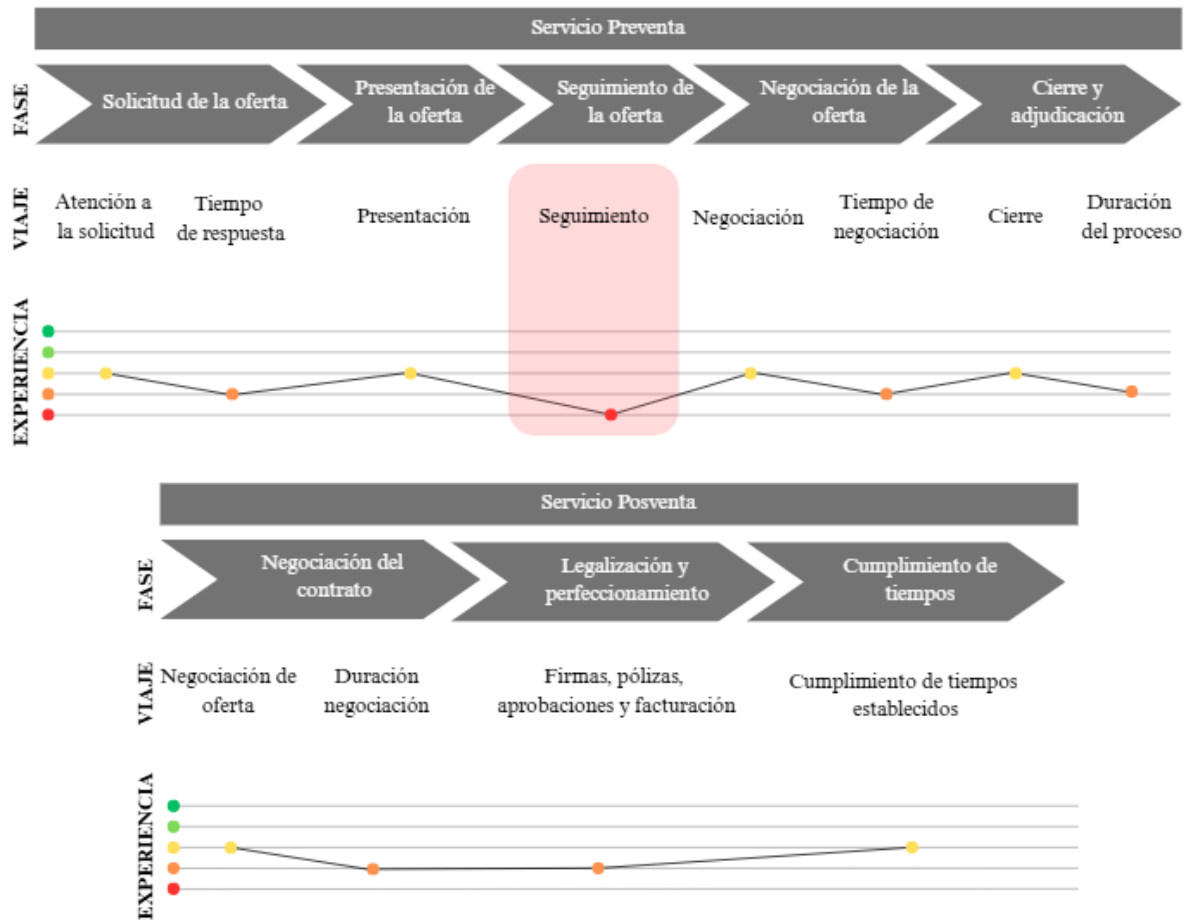 Servicio Preventa
FASE
Solicitud de la oferta
Presentación de
la oferta
Seguimiento de
la oferta
Negociación de la
oferta
Cierre y
adjudicación
VIAJE
Atención a
la solicitud
Tiempo
de respuesta
Presentación
Seguimiento
Negociación
Tiempo de
negociación
Cierre
Duración
del proceso
EXPERIENCIA
Servicio Posventa
FASE
Negociación del
contrato
Legalización y
perfeccionamiento
Cumplimiento de
tiempos
VIAJE
Negociación de
oferta
Duración
negociación
Firmas, pólizas,
aprobaciones y facturación
Cumplimiento de tiempos
establecidos
EXPERIENCIA